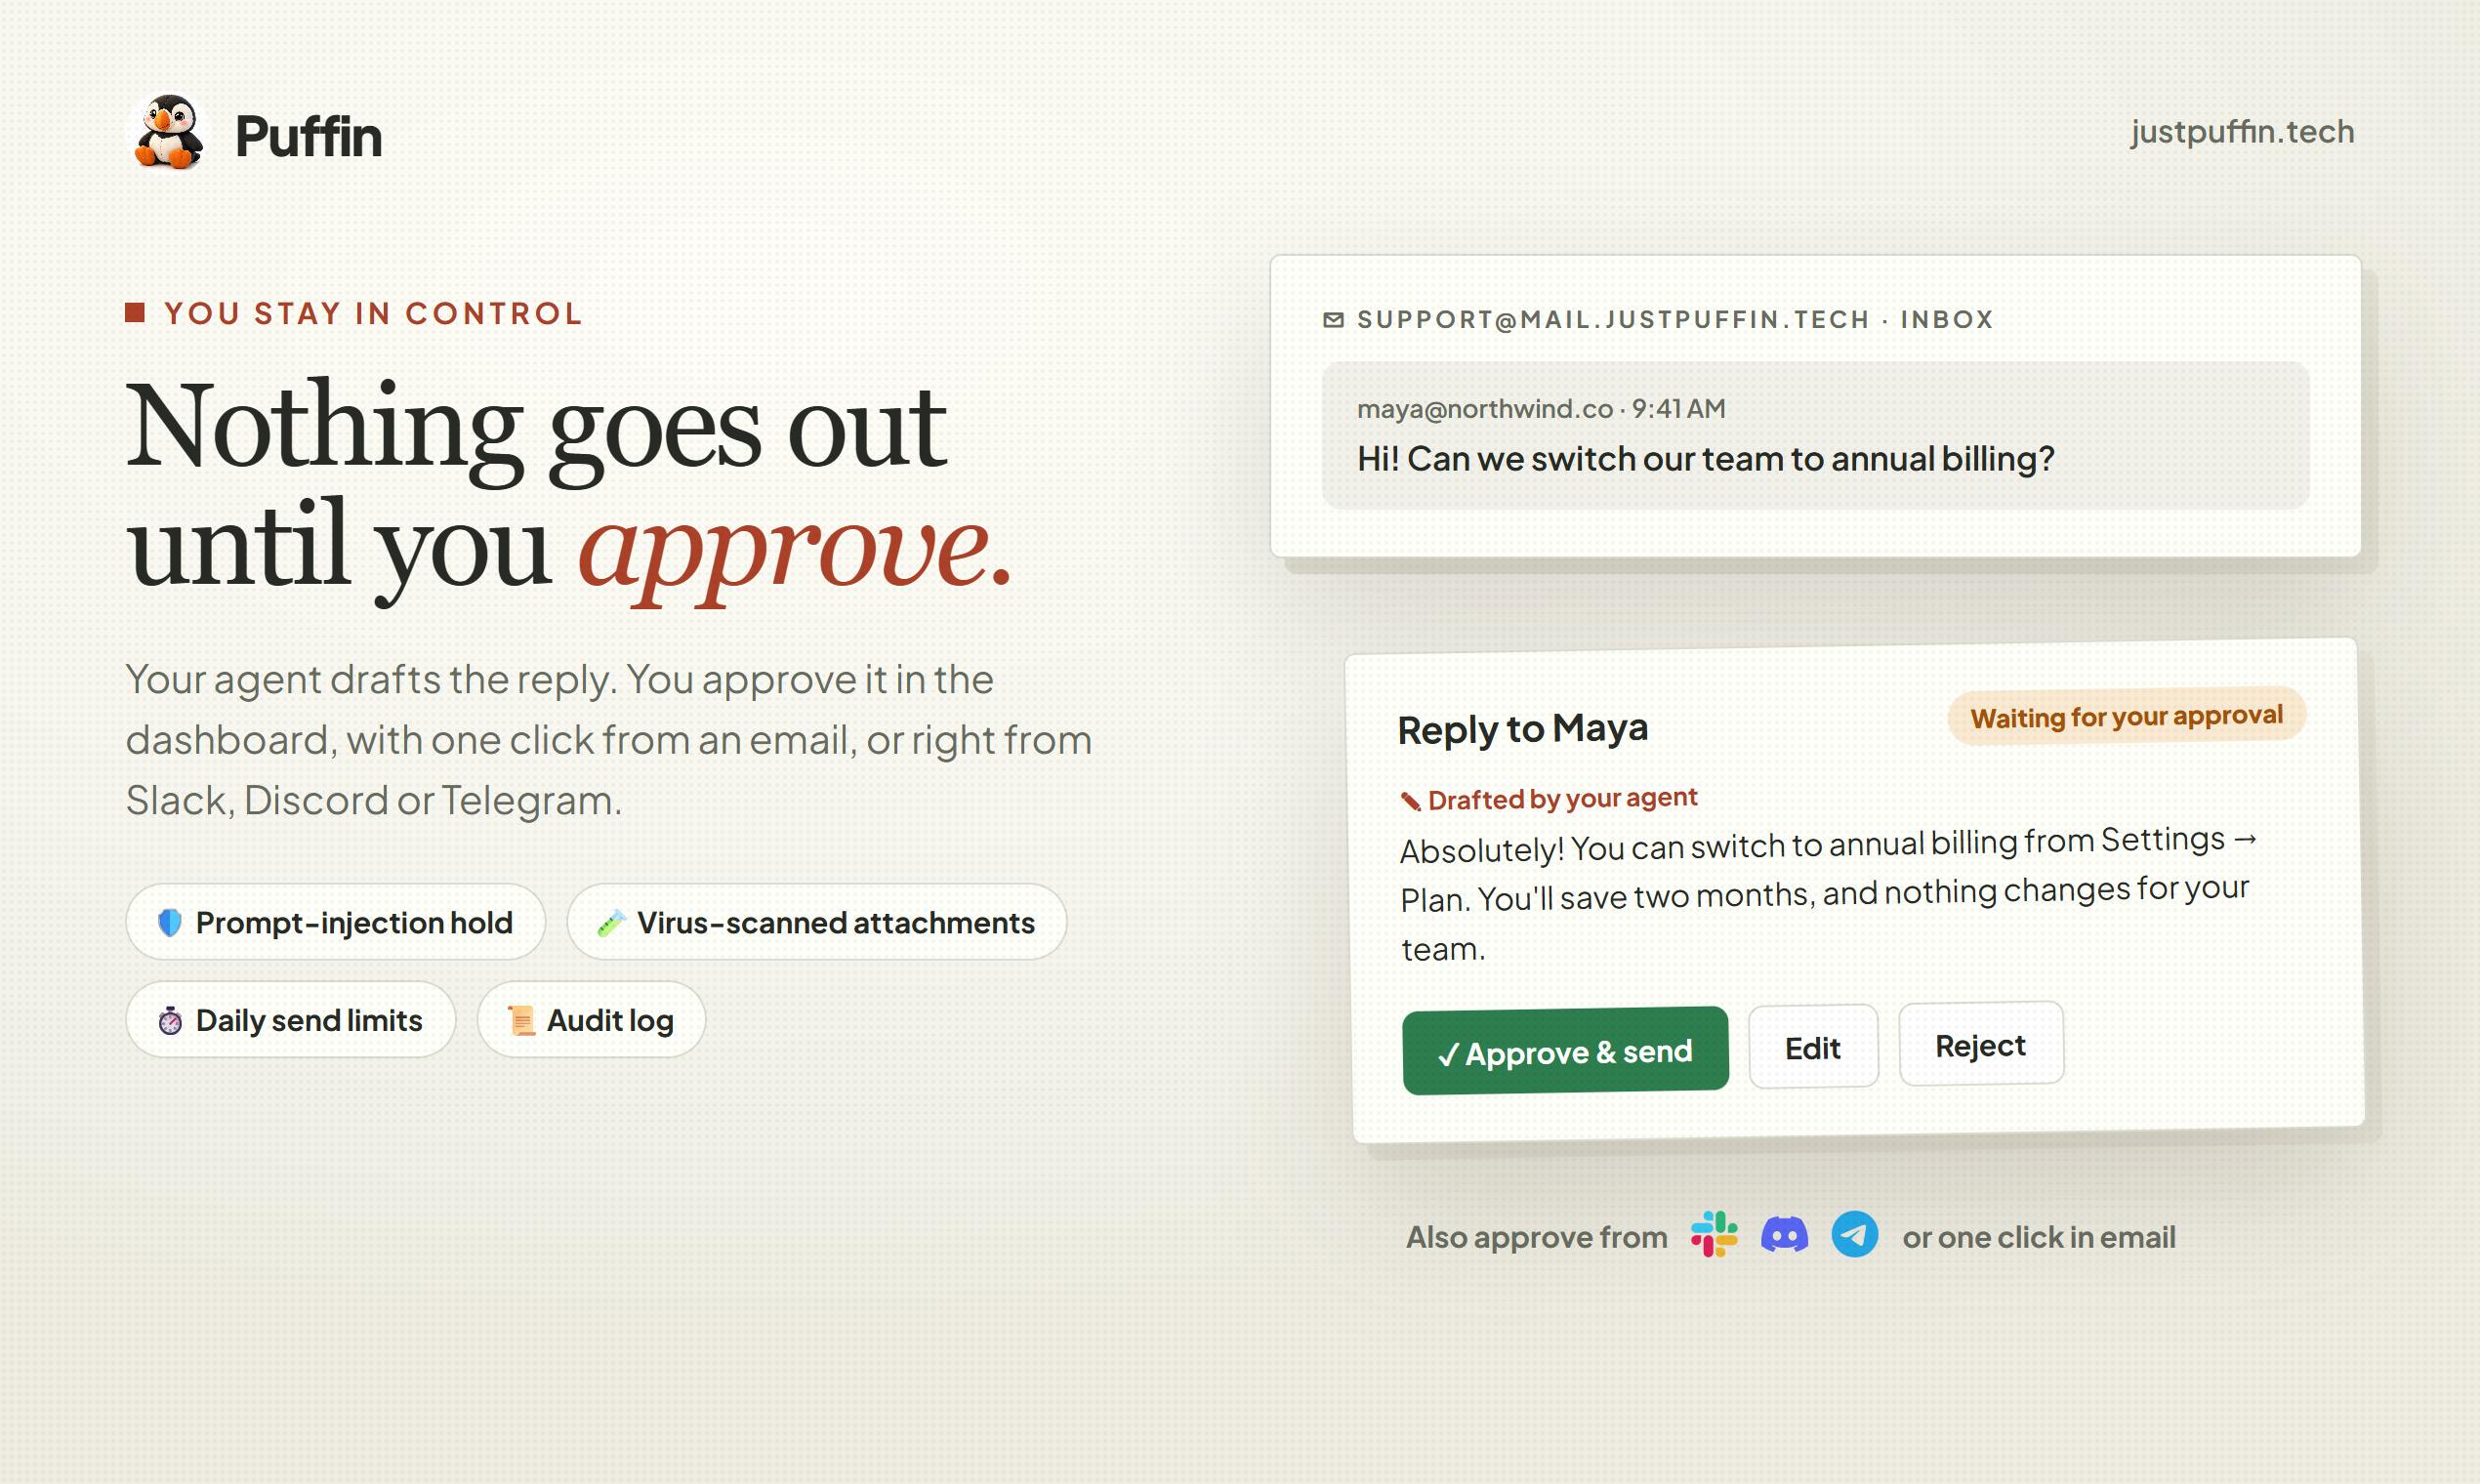 Puffin
justpuffin.tech
YOU STAY IN CONTROL
Nothing goes out
until you approve.
Your agent drafts the reply. You approve it in the
dashboard, with one click from an email, or right from
Slack, Discord or Telegram.
Prompt-injection hold
Virus-scanned attachments
Daily send limits
Audit log
SUPPORT@MAIL.JUSTPUFFIN.TECH · INBOX
maya@northwind.co · 9:41 AM
Hi! Can we switch our team to annual billing?
Reply to Maya
Waiting for your approval
Drafted by your agent
Absolutely! You can switch to annual billing from Settings →
Plan. You'll save two months, and nothing changes for your
team.
✓ Approve & send
Edit
Reject
Also approve from
or one click in email